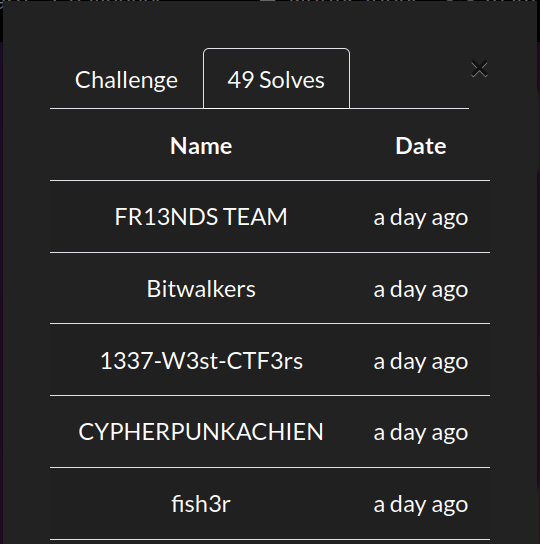 Challenge 49 Solves ×
Name Date
FR13NDS TEAM a day ago
Bitwalkers a day ago
1337-W3st-CTF3rs a day ago
CYPHERPUNKACHIEN a day ago
fish3r a day ago